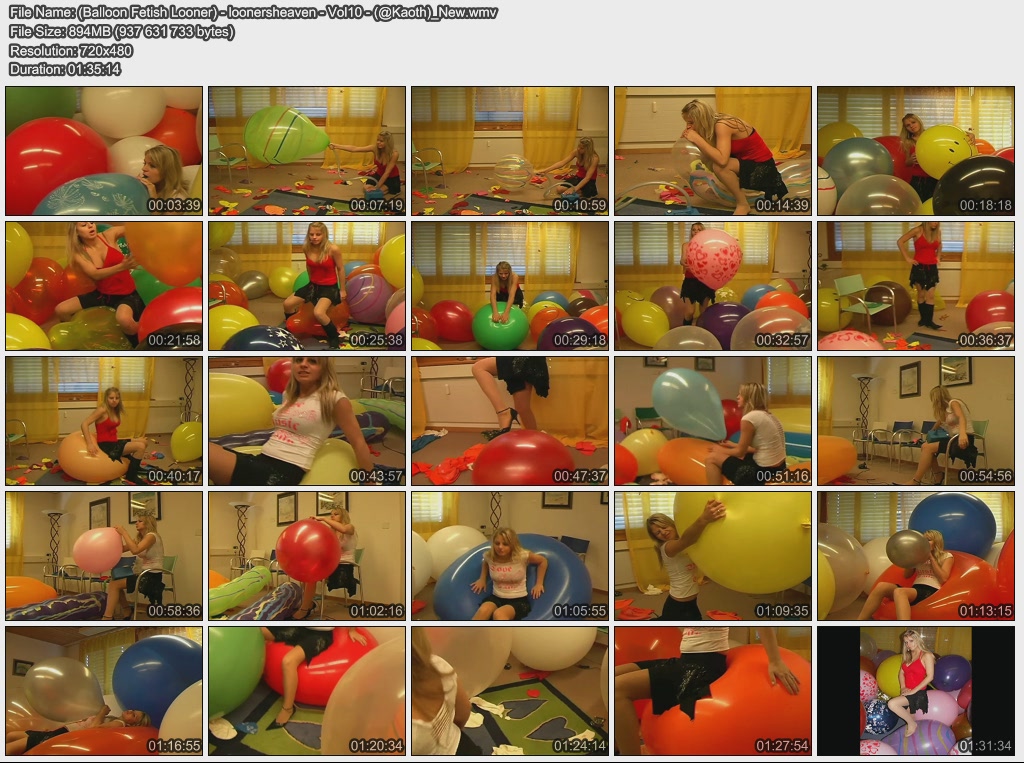 File Name: (Balloon Fetish Looner) - loonersheaven - Vol10 - (@Kaoth)_New.wmv
File Size: 894MB (937 631 733 bytes)
Resolution: 720x480
Duration: 01:35:14
00:03:39 00:07:19 00:10:59 00:14:39 00:18:18
00:21:58 00:25:38 00:29:18 00:32:57 00:36:37
00:40:17 00:43:57 00:47:37 00:51:16 00:54:56
00:58:36 01:02:16 01:05:55 01:09:35 01:13:15
01:16:55 01:20:34 01:24:14 01:27:54 01:31:34